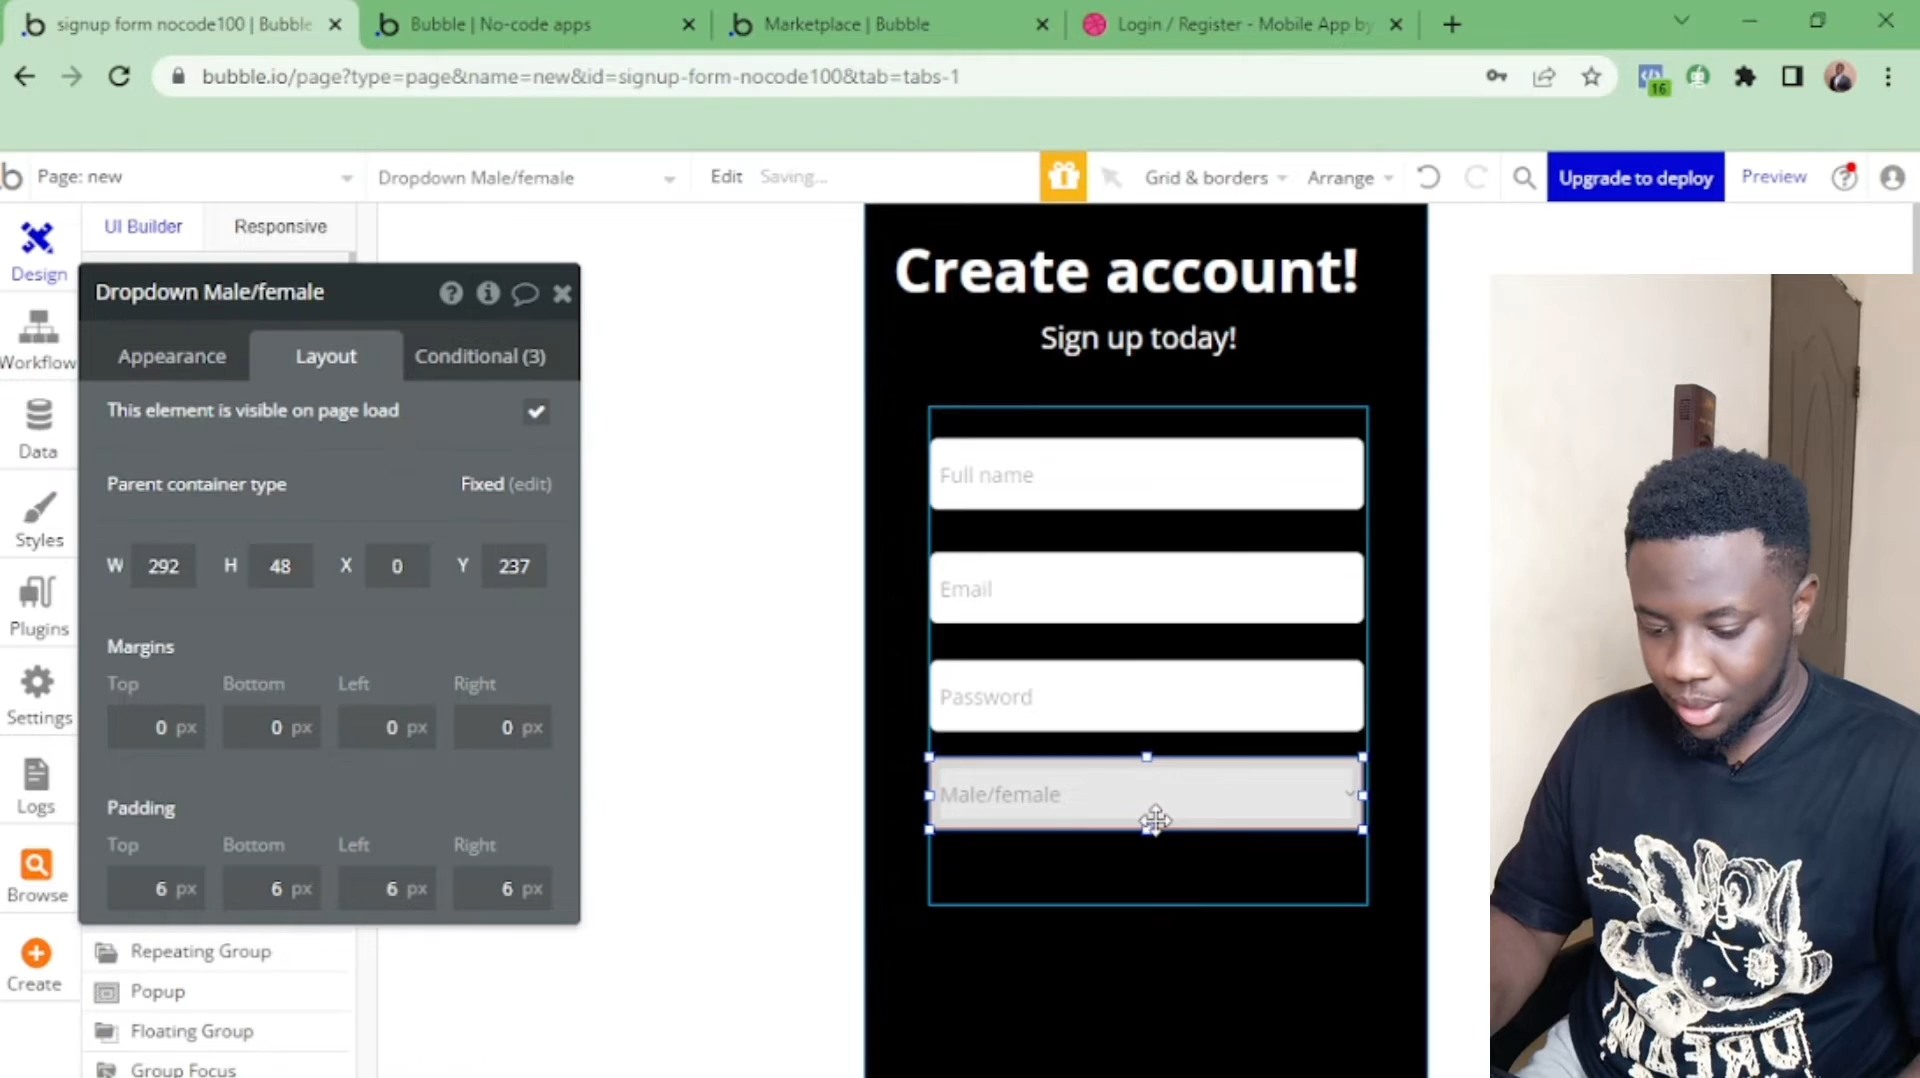 signup form nocode100 | Bubble
Bubble | No-code apps
Marketplace | Bubble
Login / Register - Mobile App by
bubble.io/page?type=page&name=new&id=signup-form-nocode100&tab=tabs-1
16
Page: new
Dropdown Male/female
Edit
Saving...
Grid & borders
Arrange
Upgrade to deploy
Preview
Design
Workflow
Data
Styles
Plugins
Settings
Logs
Browse
Create
UI Builder
Responsive
Dropdown Male/female
Appearance
Layout
Conditional (3)
This element is visible on page load
Parent container type
Fixed (edit)
W 292 H 48 X 0 Y 237
Margins
Top Bottom Left Right
0 px 0 px 0 px 0 px
Padding
Top Bottom Left Right
6 px 6 px 6 px 6 px
Repeating Group
Popup
Floating Group
Group Focus
Create account!
Sign up today!
Full name
Email
Password
Male/female